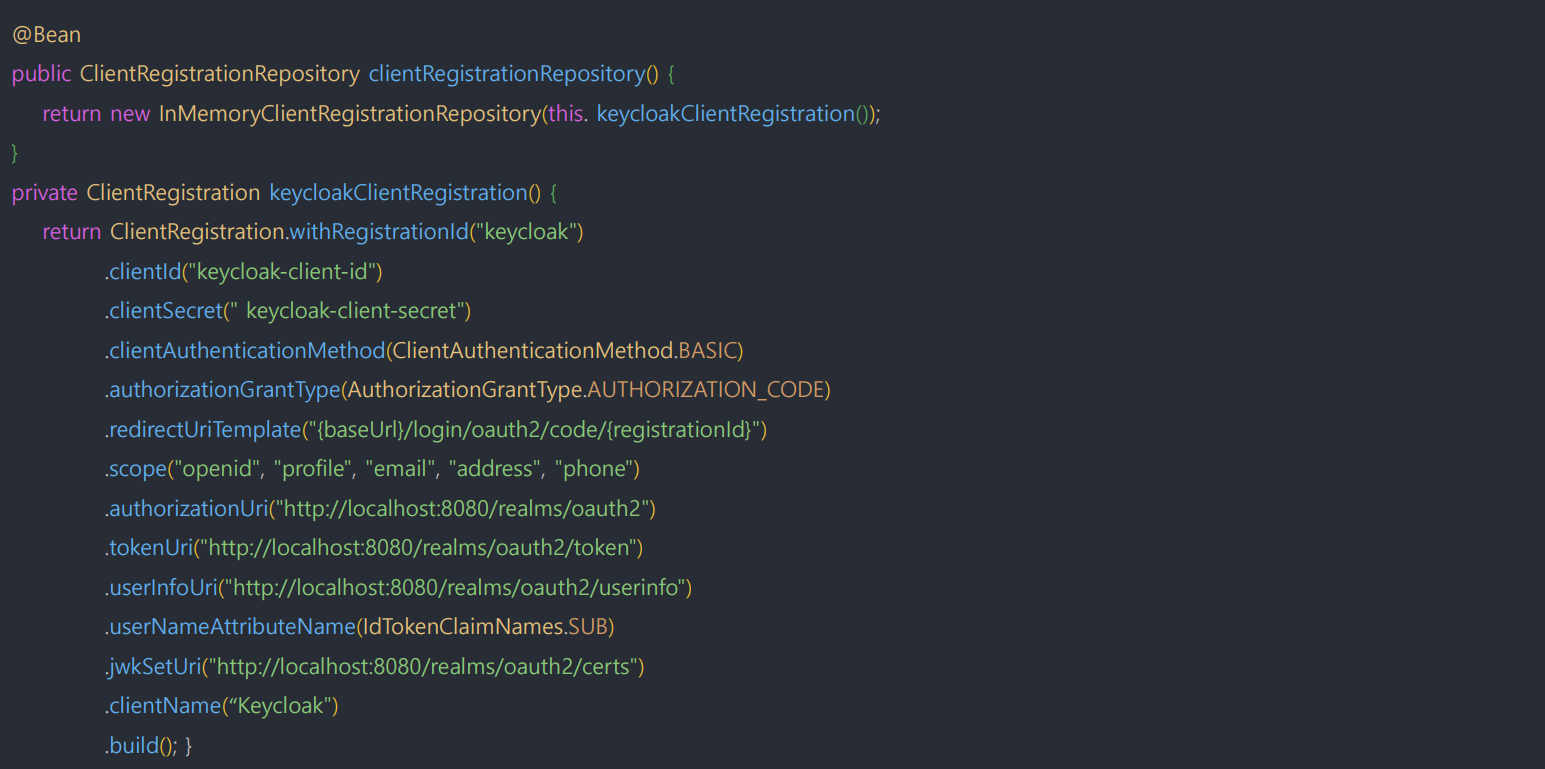 @Bean
public ClientRegistrationRepository clientRegistrationRepository() {
return new InMemoryClientRegistrationRepository(this. keycloakClientRegistration());
}
private ClientRegistration keycloakClientRegistration() {
return ClientRegistration.withRegistrationId("keycloak")
.clientId("keycloak-client-id")
.clientSecret(" keycloak-client-secret")
.clientAuthenticationMethod(ClientAuthenticationMethod.BASIC)
.authorizationGrantType(AuthorizationGrantType.AUTHORIZATION_CODE)
.redirectUriTemplate("{baseUrl}/login/oauth2/code/{registrationId}")
.scope("openid", "profile", "email", "address", "phone")
.authorizationUri("http://localhost:8080/realms/oauth2")
.tokenUri("http://localhost:8080/realms/oauth2/token")
.userInfoUri("http://localhost:8080/realms/oauth2/userinfo")
.userNameAttributeName(IdTokenClaimNames.SUB)
.jwkSetUri("http://localhost:8080/realms/oauth2/certs")
.clientName(“Keycloak")
.build(); }